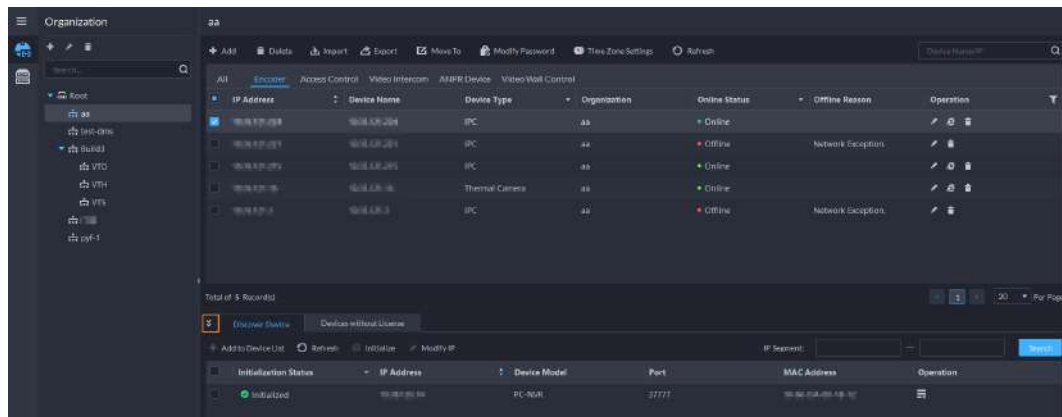 Organization
aa
Add Delete Import Export Move To Modify Password Time Zone Settings Refresh Device Name/IP
Search...
All Encoder Access Control Video Intercom ANPR Device Video Wall Control
IP Address Device Name Device Type Organization Online Status Offline Reason Operation
Root
aa
test-dms
Build3
VTO
VTH
VTS
pyf-1
IPC aa Online
IPC aa Offline Network Exception.
IPC aa Online
Thermal Camera aa Online
IPC aa Offline Network Exception.
Total of 5 Record(s)
1 20 Per Page
Discover Device Devices without License
Add to Device List Refresh Initialize Modify IP IP Segment: — Search
Initialization Status IP Address Device Model Port MAC Address Operation
Initialized PC-NVR 37777